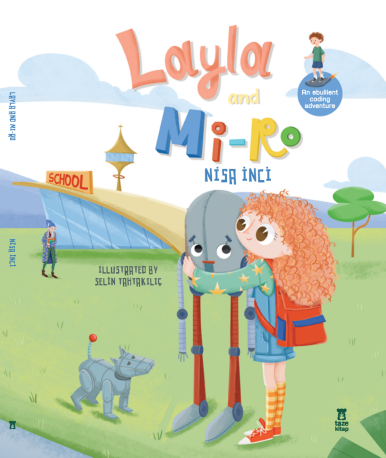 Layla
and
Mi-Ro
NİSA İNCİ
An ebullient
coding
adventure
SCHOOL
ILLUSTRATED BY
SELİN TAHTAKILIÇ
taze
kitap
LAYLA AND Mi-Ro
NİSA İNCİ